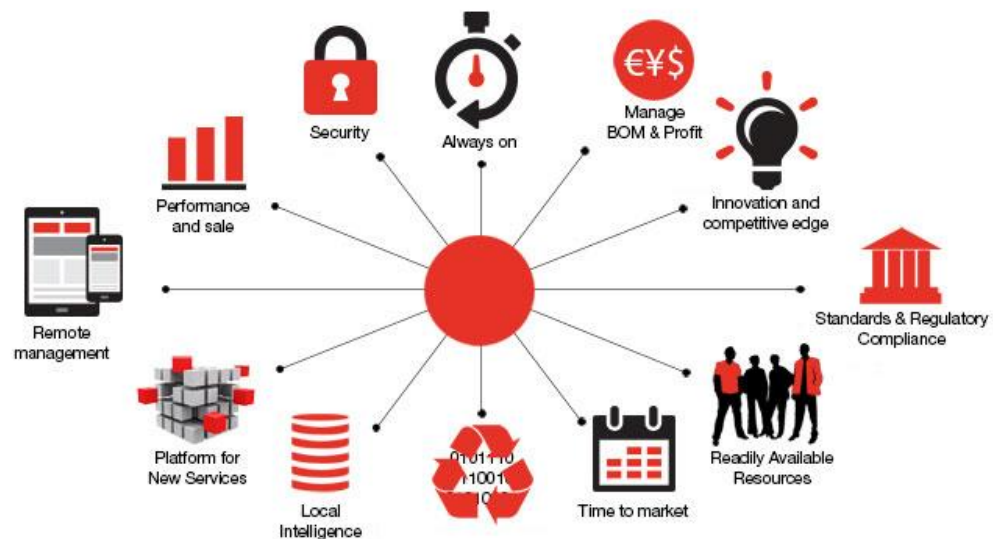 Security
Always on
€¥$
Manage
BOM & Profit
Performance
and sale
Innovation and
competitive edge
Remote
management
Standards & Regulatory
Compliance
Platform for
New Services
Local
Intelligence
0101110
Time to market
Readily Available
Resources